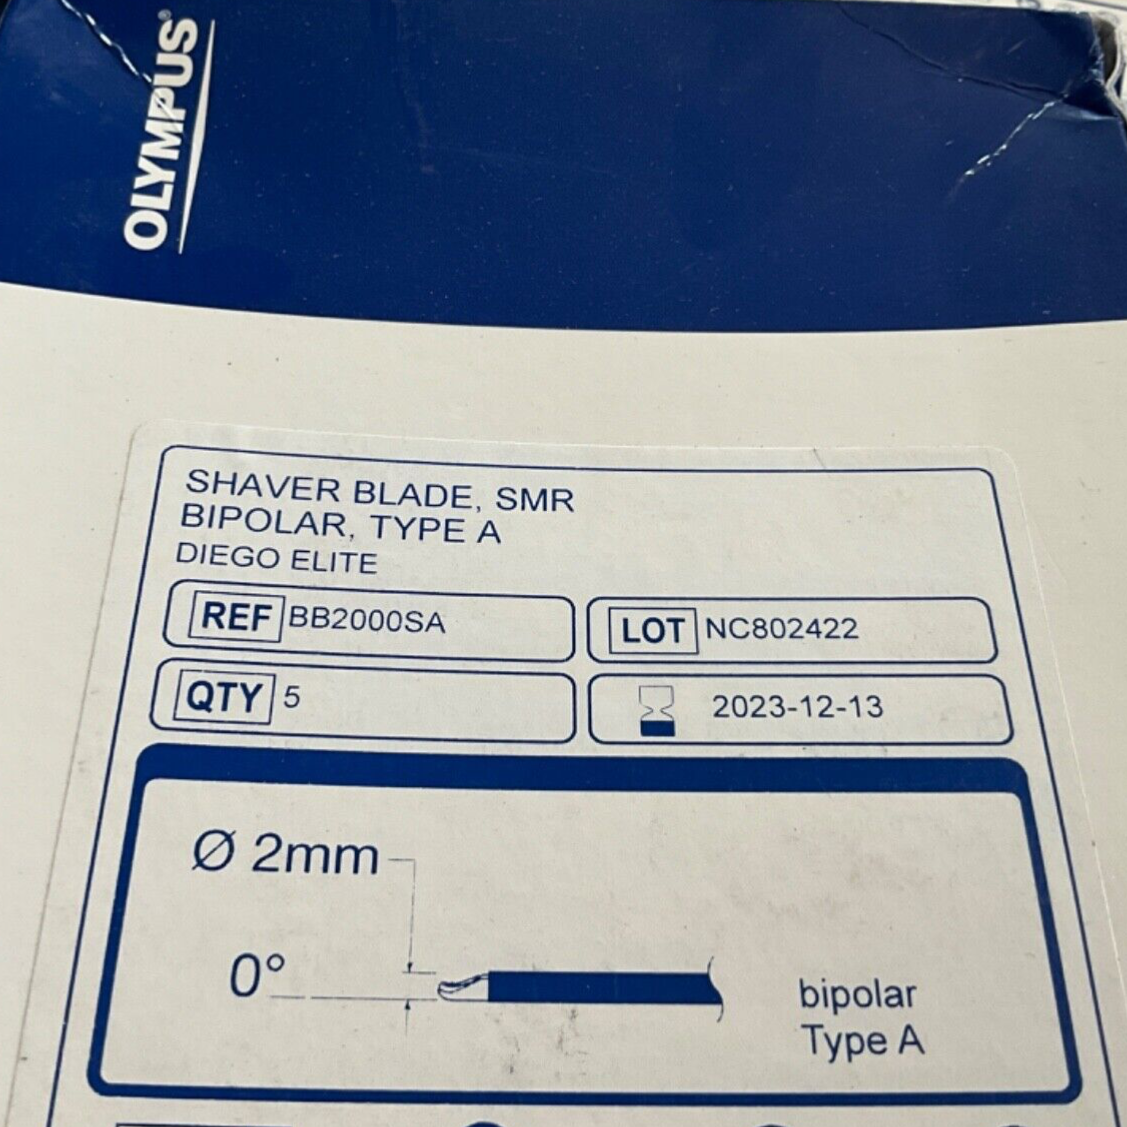 OLYMPUS®
SHAVER BLADE, SMR
BIPOLAR, TYPE A
DIEGO ELITE
REF BB2000SA
LOT NC802422
QTY 5
2023-12-13
Ø 2mm
0°
bipolar
Type A